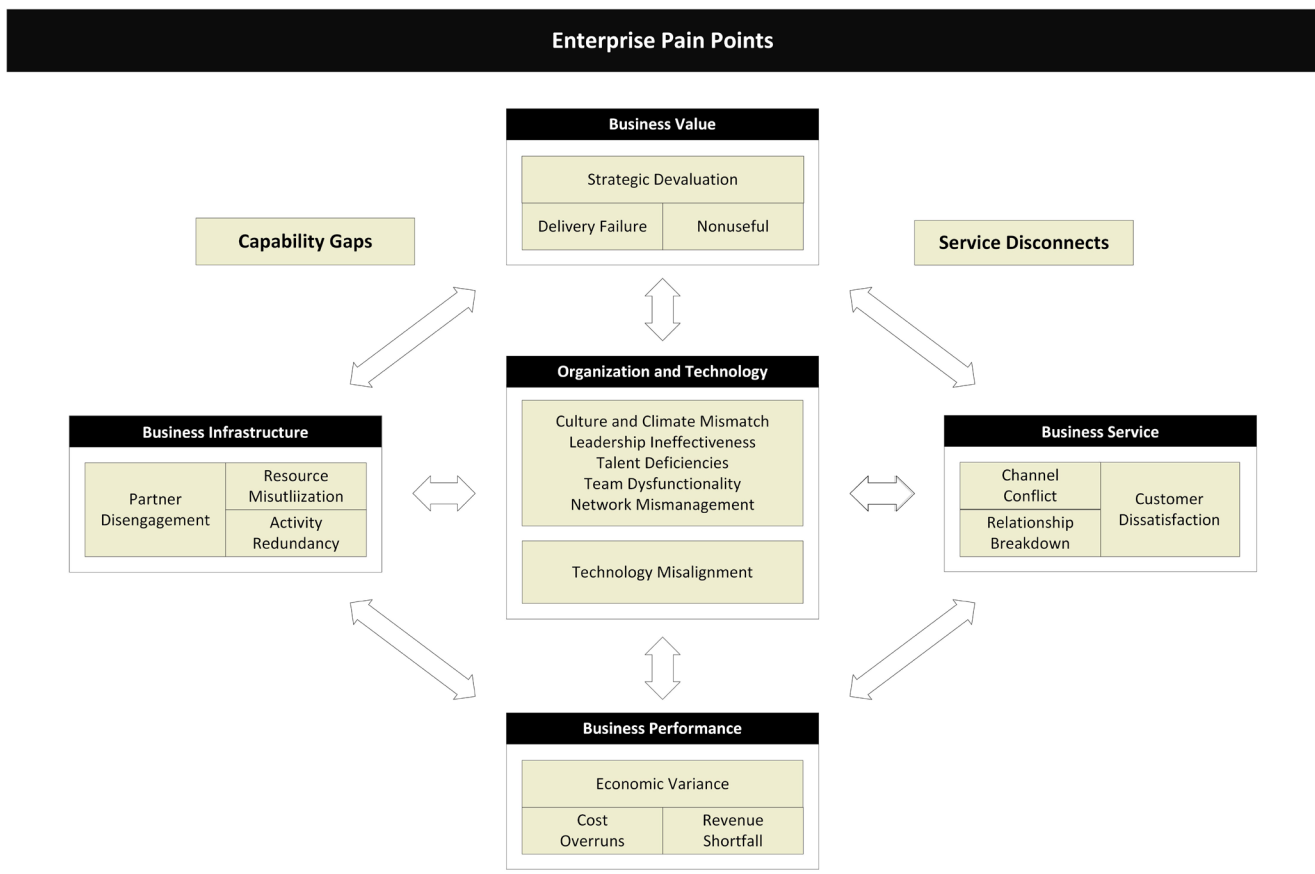 Enterprise Pain Points
Business Value
Strategic Devaluation
Delivery Failure
Nonuseful
Capability Gaps
Service Disconnects
Organization and Technology
Culture and Climate Mismatch
Leadership Ineffectiveness
Talent Deficiencies
Team Dysfunctionality
Network Mismanagement
Technology Misalignment
Business Infrastructure
Partner
Disengagement
Resource
Misutliization
Activity
Redundancy
Business Service
Channel
Conflict
Relationship
Breakdown
Customer
Dissatisfaction
Business Performance
Economic Variance
Cost
Overruns
Revenue
Shortfall